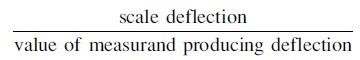 scale deflection
value of measurand producing deflection